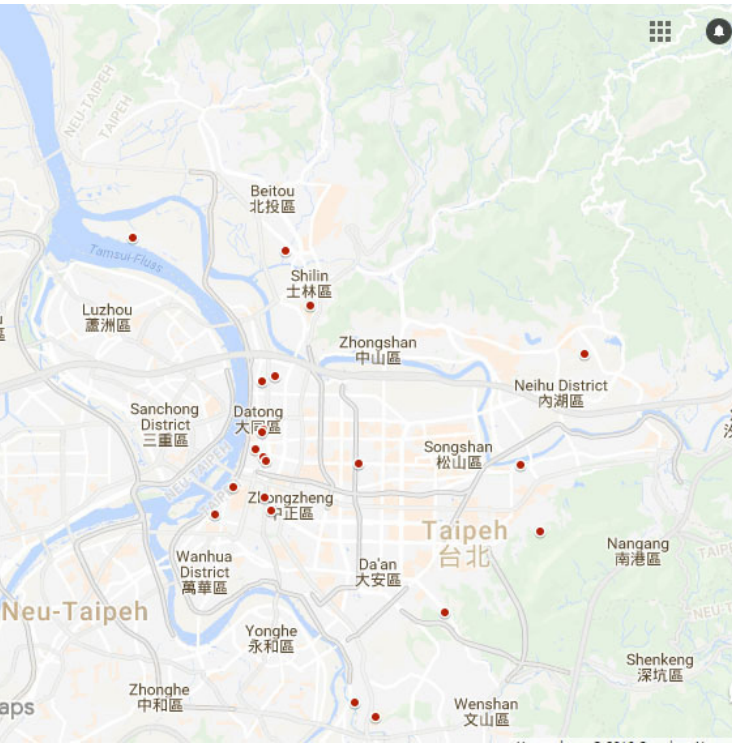 NEU-TAIPEH
TAIPEH
Beitou
北投區
Tamsui-Fluss
Shilin
士林區
Luzhou
蘆洲區
Zhongshan
中山區
Neihu District
內湖區
Sanchong
District
三重區
Datong
大同區
Songshan
松山區
NEU-TAIPEH
Zhongzheng
中正區
Taipeh
台北
Nangang
南港區
Wanhua
District
萬華區
Da'an
大安區
Neu-Taipeh
Yonghe
永和區
Shenkeng
深坑區
Zhonghe
中和區
Wenshan
文山區
aps